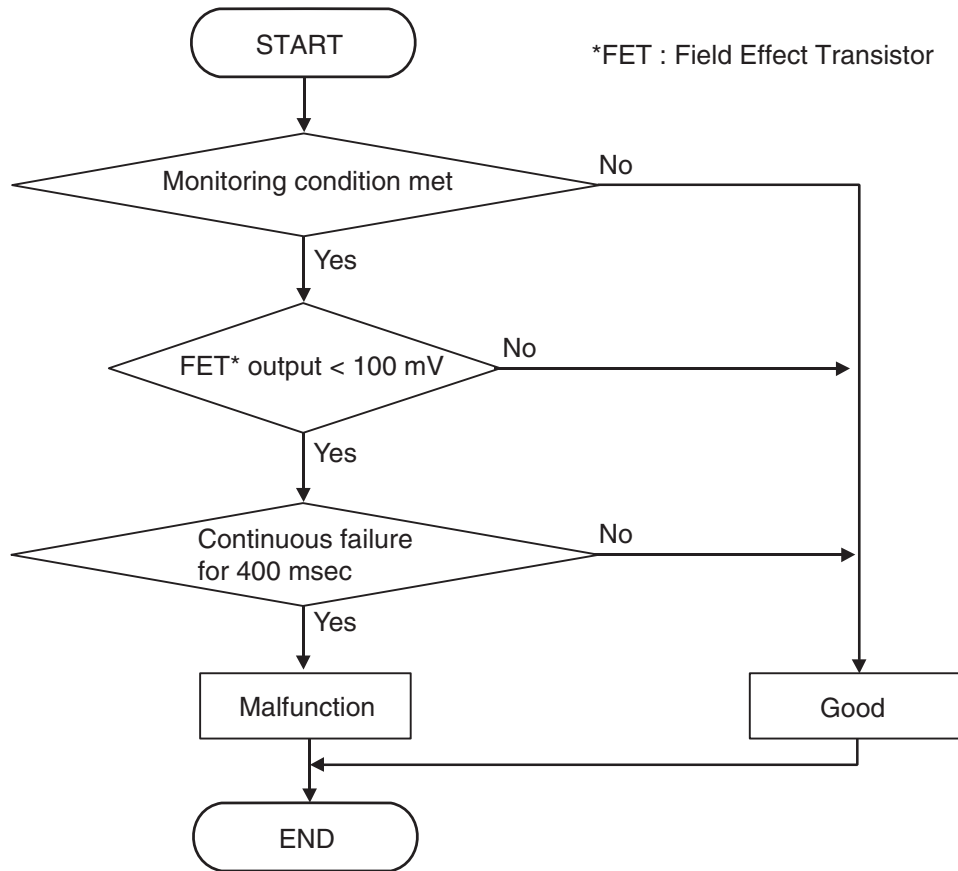 START
*FET : Field Effect Transistor
Monitoring condition met
No
Yes
FET* output < 100 mV
No
Yes
Continuous failure
for 400 msec
No
Yes
Malfunction
Good
END